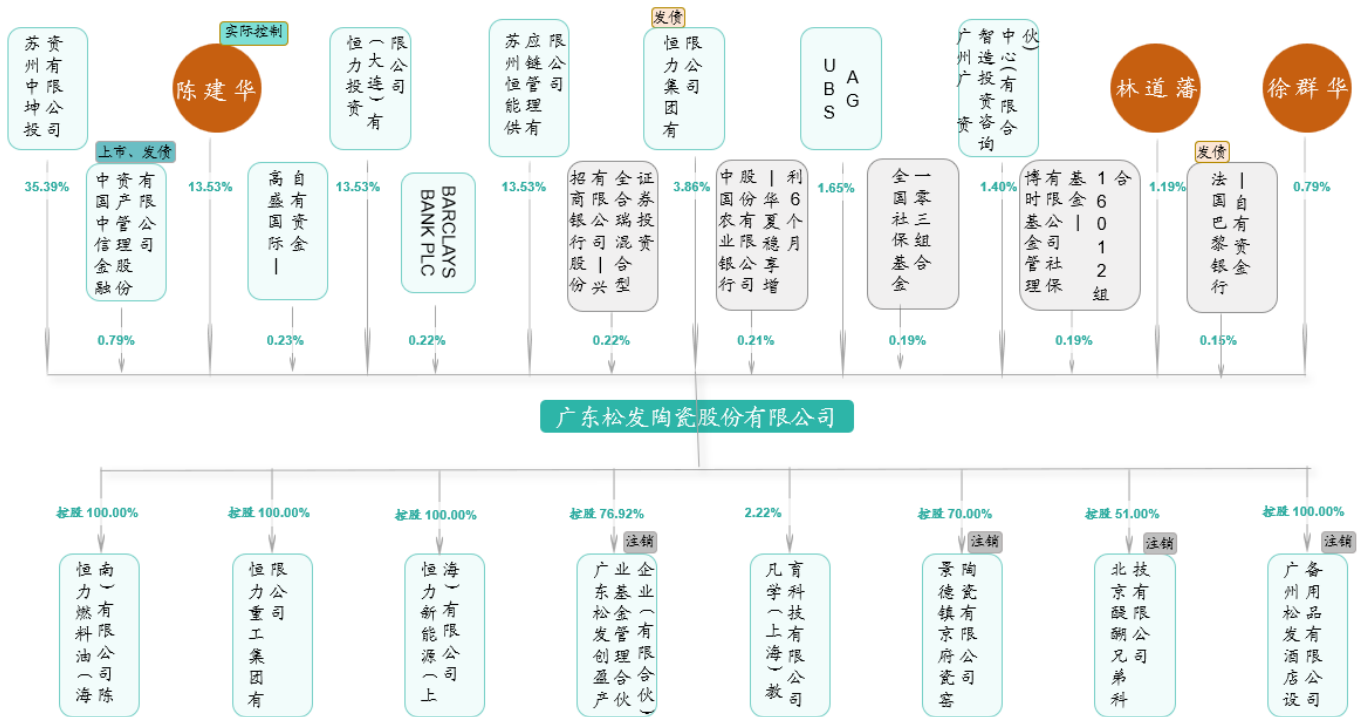 实际控制
发债
苏州中坤投
资有限公司
陈建华
恒力投资
(大连)有
限公司
苏州恒能供
应链管理有
限公司
恒力集团有
限公司
UBS
AG
广州广资
智造投资咨询
中心(有限合
伙)
林道藩
徐群华
上市、发债
发债
35.39%
13.53%
13.53%
13.53%
3.86%
1.65%
1.40%
1.19%
0.79%
中国中信金融
资产管理股份
有限公司
高盛国际—
自有资金
BARCLAYS
BANK PLC
招商银行股份
有限公司—兴
全合瑞混合型
证券投资
中国农业银行
股份有限公司
—华夏稳享增
利6个月
全国社保基金
一零三组合
博时基金管理
有限公司社保
基金—
16012组
合
法国巴黎银行
—自有资金
0.79%
0.23%
0.22%
0.22%
0.21%
0.19%
0.19%
0.15%
广东松发陶瓷股份有限公司
控股 100.00%
控股 100.00%
控股 100.00%
控股 76.92%
2.22%
控股 70.00%
控股 51.00%
控股 100.00%
注销
注销
注销
注销
恒力燃料油(海
南)有限公司陈
恒力重工集团有
限公司
恒力新能源(上
海)有限公司
广东松发创盈产
业基金管理合伙
企业(有限合伙)
凡学(上海)教
育科技有限公司
景德镇京府瓷窑
陶瓷有限公司
北京醍醐兄弟科
技有限公司
广州松发酒店设
备用品有限公司